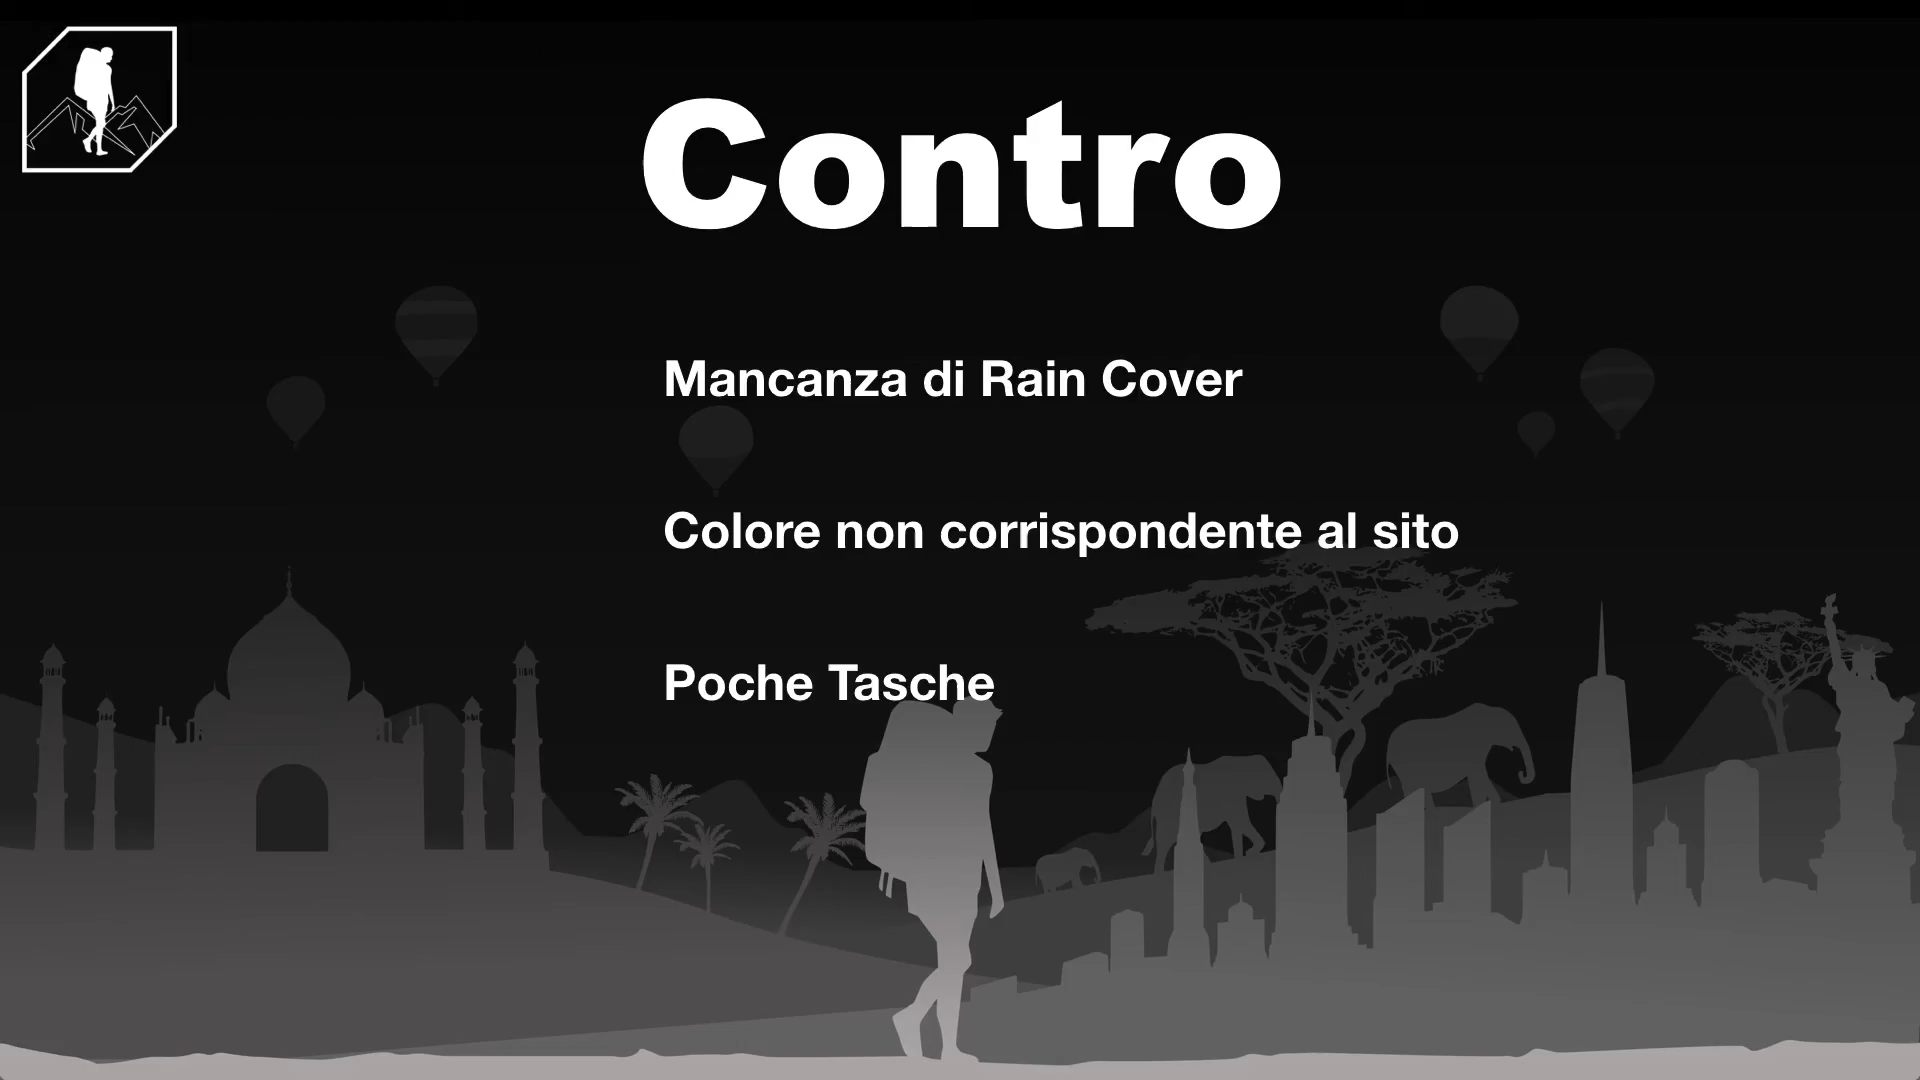 Contro
Mancanza di Rain Cover
Colore non corrispondente al sito
Poche Tasche